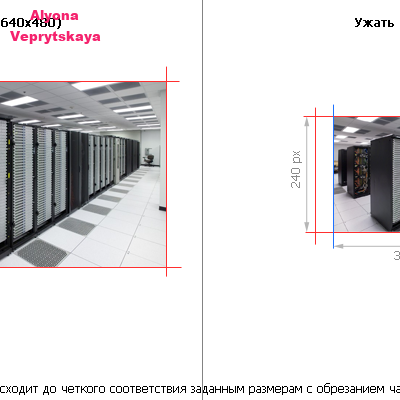 Alyona
640x480)
Veprytskaya
Ужать
240 px
3
сходит до четкого соответствия заданным размерам с обрезанием ча